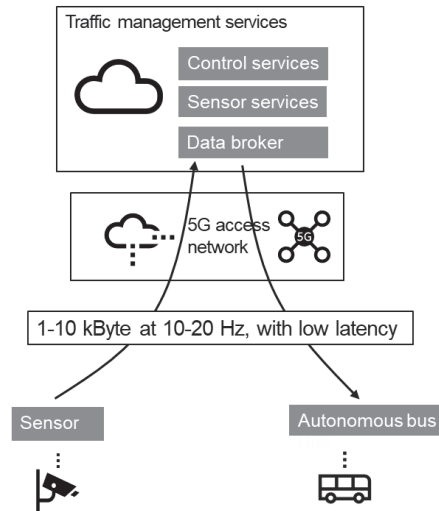 Traffic management services
Control services
Sensor services
Data broker
5G access
network
5G
1-10 kByte at 10-20 Hz, with low latency
Sensor
Autonomous bus